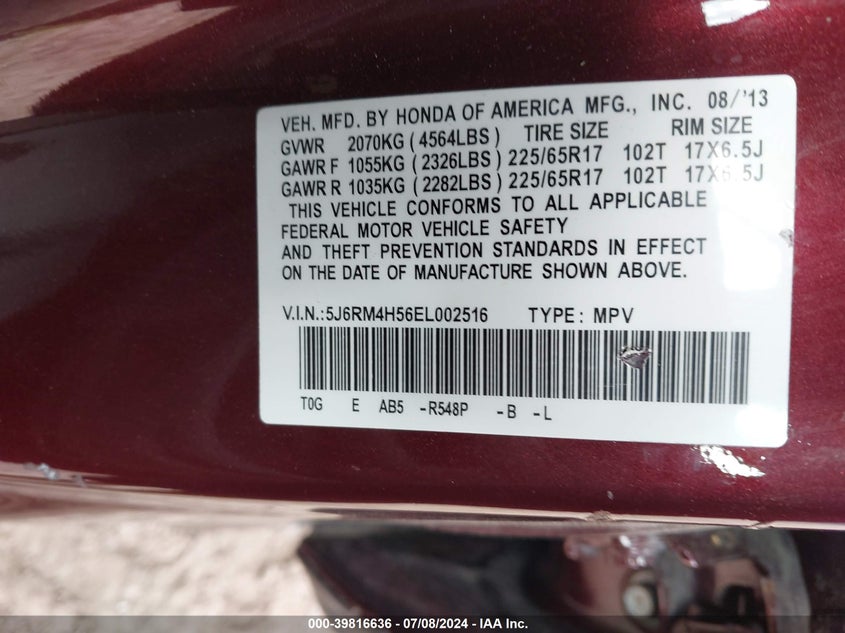 VEH. MFD. BY HONDA OF AMERICA MFG., INC. 08/'13
GVWR 2070KG (4564LBS) TIRE SIZE RIM SIZE
GAWR F 1055KG (2326LBS) 225/65R17 102T 17X6.5J
GAWR R 1035KG (2282LBS) 225/65R17 102T 17X6.5J
THIS VEHICLE CONFORMS TO ALL APPLICABLE
FEDERAL MOTOR VEHICLE SAFETY
AND THEFT PREVENTION STANDARDS IN EFFECT
ON THE DATE OF MANUFACTURE SHOWN ABOVE.
V.I.N.:5J6RM4H56EL002516 TYPE: MPV
T0G E AB5 -R548P -B -L
000-39816636 - 07/08/2024 - IAA Inc.